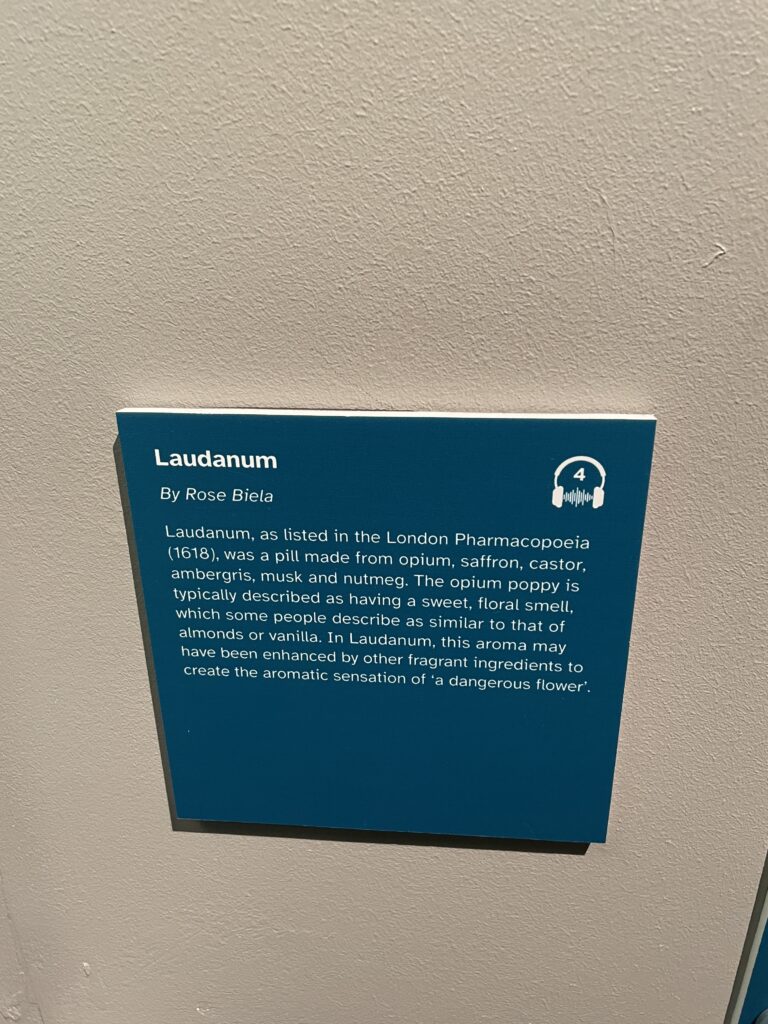 Laudanum
4
By Rose Biela
Laudanum, as listed in the London Pharmacopoeia
(1618), was a pill made from opium, saffron, castor,
ambergris, musk and nutmeg. The opium poppy is
typically described as having a sweet, floral smell,
which some people describe as similar to that of
almonds or vanilla. In Laudanum, this aroma may
have been enhanced by other fragrant ingredients to
create the aromatic sensation of ‘a dangerous flower’.